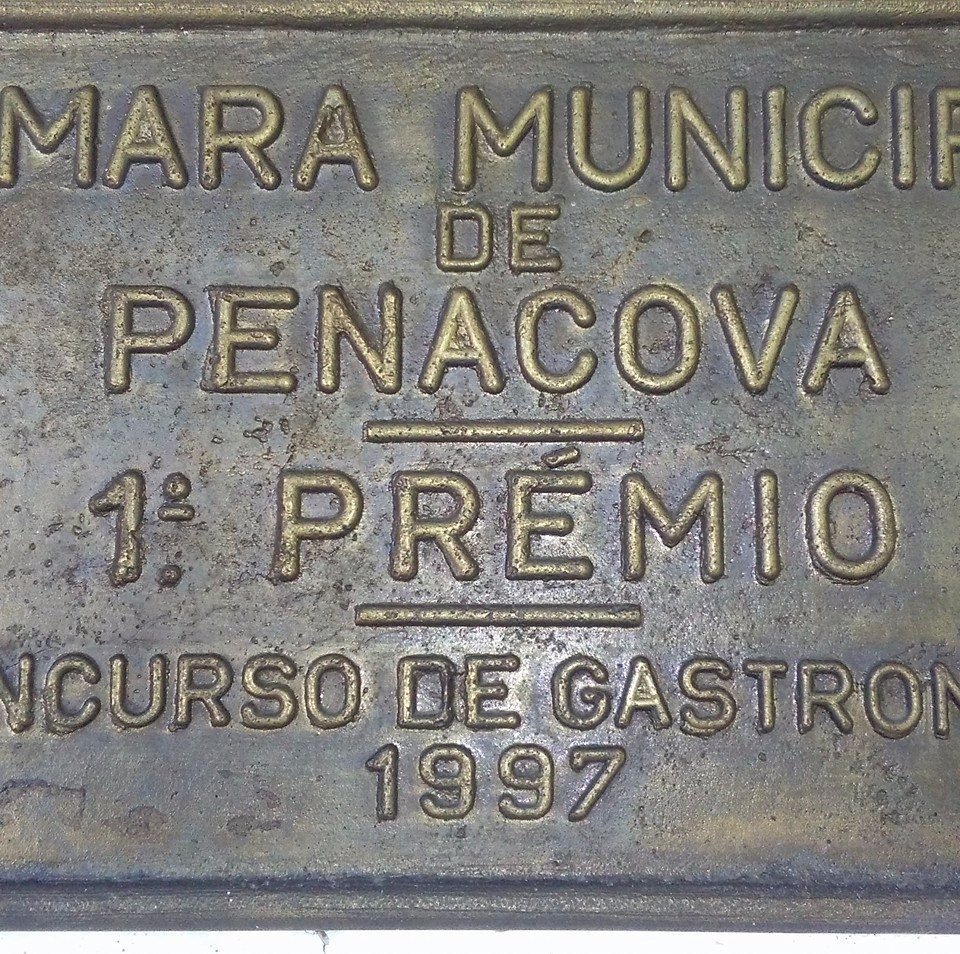 MARA MUNICIP
DE
PENACOVA
1º PRÉMIO
NCURSO DE GASTRON
1997